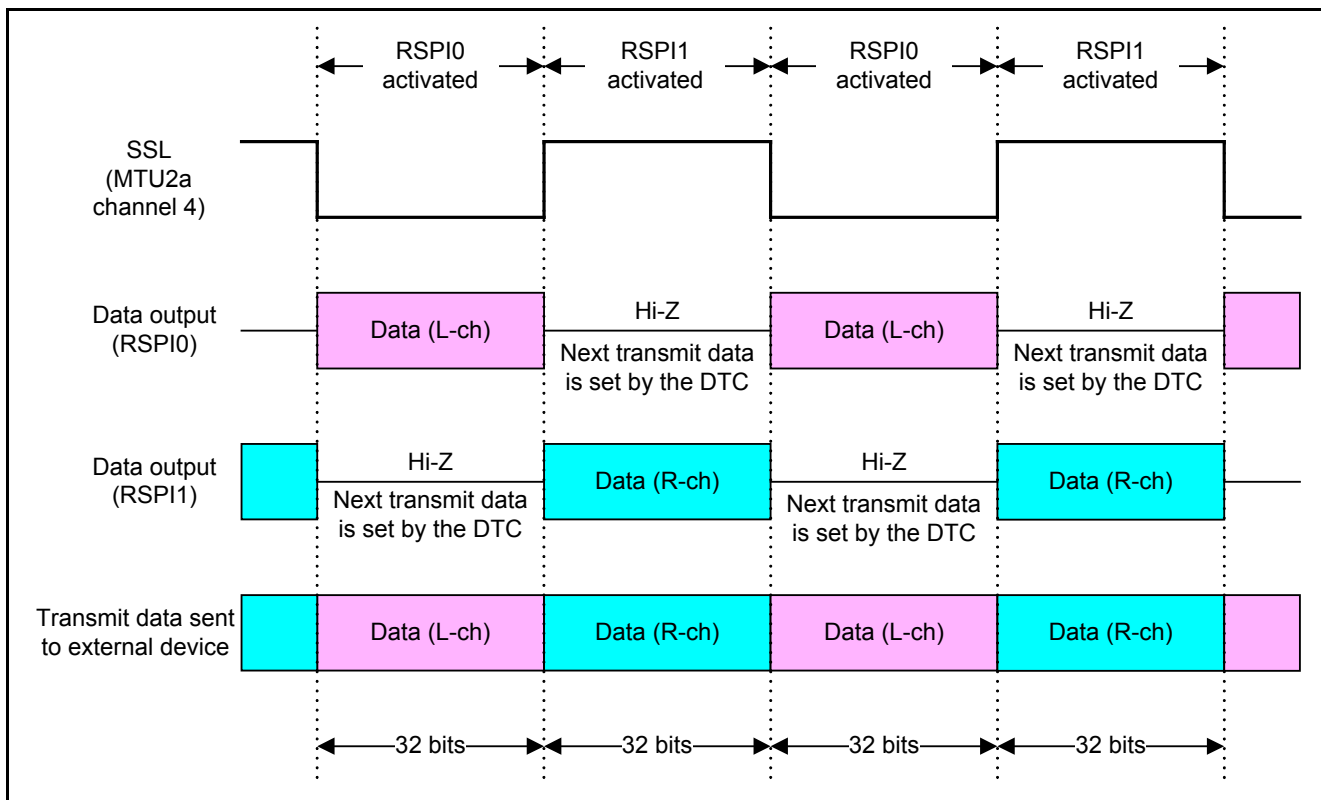 RSPI0
activated
RSPI1
activated
RSPI0
activated
RSPI1
activated
SSL
(MTU2a
channel 4)
Data output
(RSPI0)
Data (L-ch)
Hi-Z
Next transmit data
is set by the DTC
Data (L-ch)
Hi-Z
Next transmit data
is set by the DTC
Data output
(RSPI1)
Hi-Z
Next transmit data
is set by the DTC
Data (R-ch)
Hi-Z
Next transmit data
is set by the DTC
Data (R-ch)
Transmit data sent
to external device
Data (L-ch)
Data (R-ch)
Data (L-ch)
Data (R-ch)
32 bits
32 bits
32 bits
32 bits